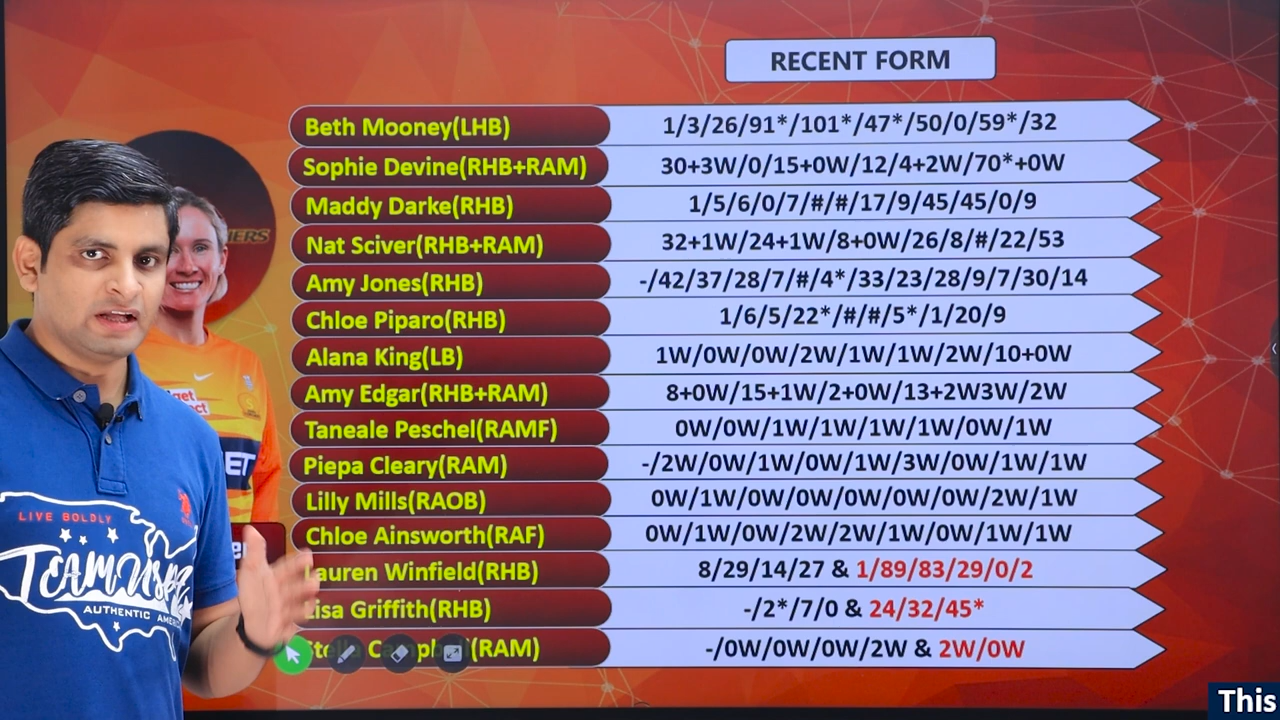 RECENT FORM
Beth Mooney(LHB) 1/3/26/91*/101*/47*/50/0/59*/32
Sophie Devine(RHB+RAM) 30+3W/0/15+0W/12/4+2W/70*+0W
Maddy Darke(RHB) 1/5/6/0/7/#/#/17/9/45/45/0/9
Nat Sciver(RHB+RAM) 32+1W/24+1W/8+0W/26/8/#/22/53
Amy Jones(RHB) -/42/37/28/7/#/4*/33/23/28/9/7/30/14
Chloe Piparo(RHB) 1/6/5/22*/#/#/5*/1/20/9
Alana King(LB) 1W/0W/0W/2W/1W/1W/2W/10+0W
Amy Edgar(RHB+RAM) 8+0W/15+1W/2+0W/13+2W3W/2W
Taneale Peschel(RAMF) 0W/0W/1W/1W/1W/1W/0W/1W
Piepa Cleary(RAM) -/2W/0W/1W/0W/1W/3W/0W/1W/1W
Lilly Mills(RAOB) 0W/1W/0W/0W/0W/0W/0W/2W/1W
Chloe Ainsworth(RAF) 0W/1W/0W/2W/2W/1W/0W/1W/1W
Lauren Winfield(RHB) 8/29/14/27 & 1/89/83/29/0/2
Lisa Griffith(RHB) -/2*/7/0 & 24/32/45*
Stella Campbell(RAM) -/0W/0W/0W/2W & 2W/0W
LIVE BOLDLY
TEAM
AUTHENTIC
This